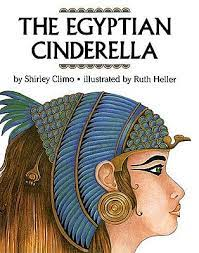 THE EGYPTIAN
CINDERELLA
by Shirley Climo • illustrated by Ruth Heller